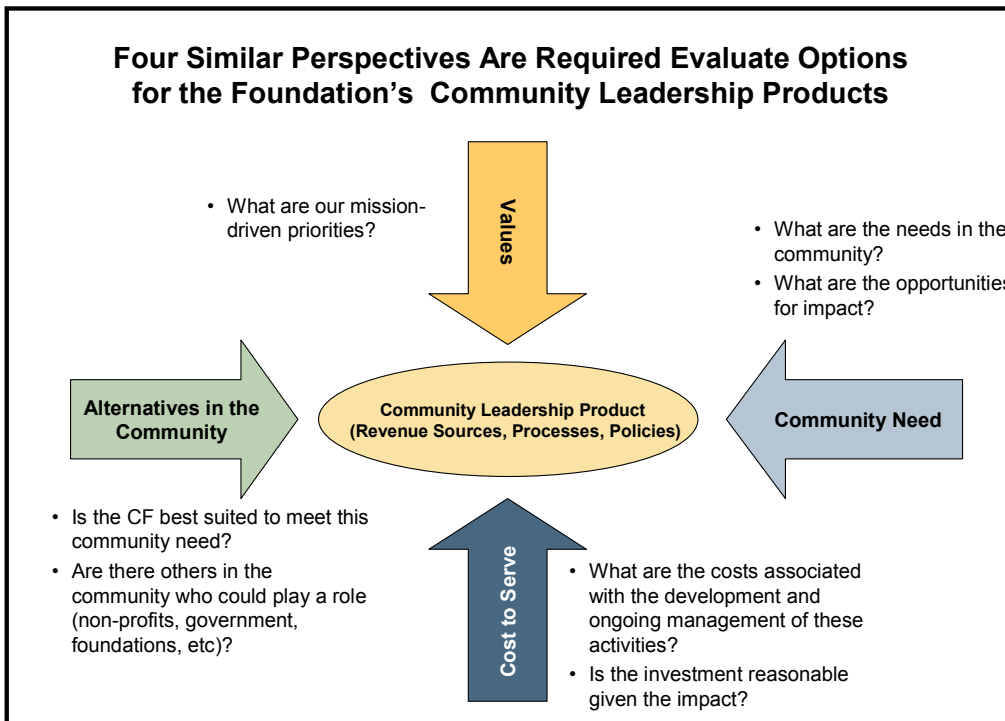 Four Similar Perspectives Are Required Evaluate Options
for the Foundation's Community Leadership Products
Values
• What are our mission-
driven priorities?
• What are the needs in the
community?
• What are the opportunities
for impact?
Alternatives in the
Community
Community Leadership Product
(Revenue Sources, Processes, Policies)
Community Need
• Is the CF best suited to meet this
community need?
• Are there others in the
community who could play a role
(non-profits, government,
foundations, etc)?
Cost to Serve
• What are the costs associated
with the development and
ongoing management of these
activities?
• Is the investment reasonable
given the impact?